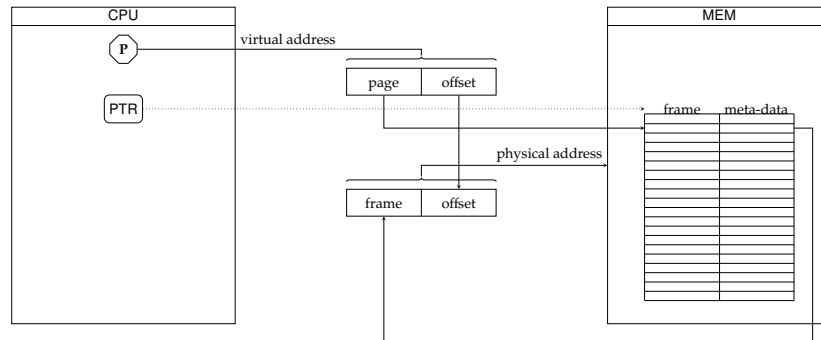 CPU
MEM
P
virtual address
page offset
PTR
frame meta-data
physical address
frame offset